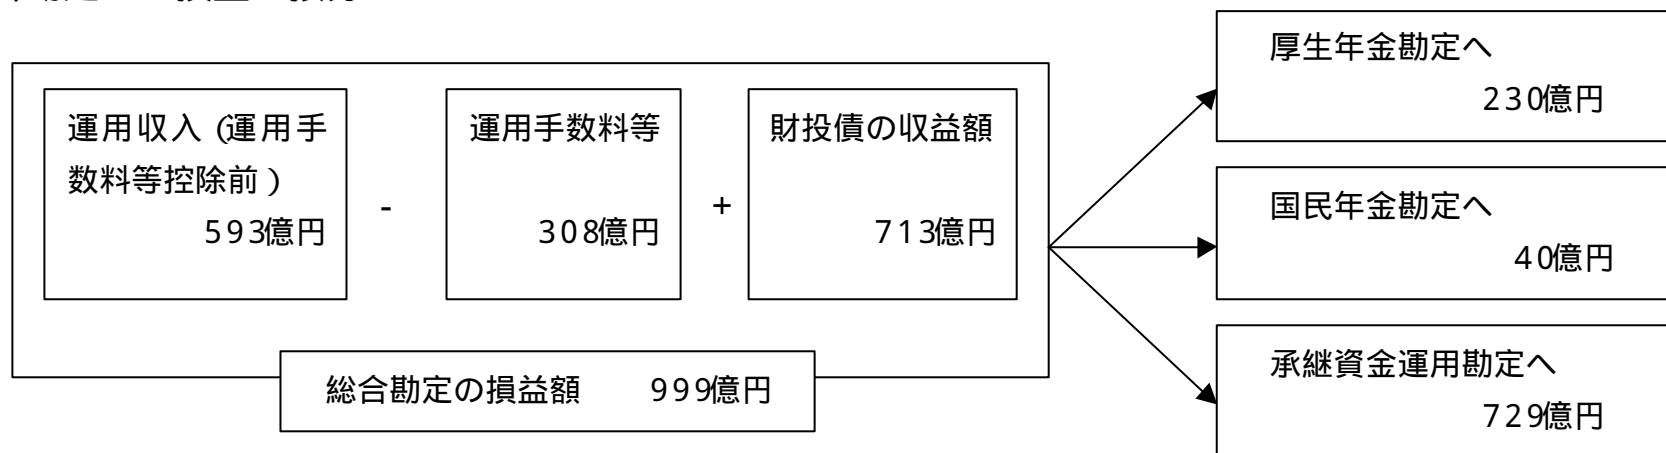 運用収入（運用手
数料等控除前）
593億円
-
運用手数料等
308億円
+
財投債の収益額
713億円
総合勘定の損益額 999億円
厚生年金勘定へ
230億円
国民年金勘定へ
40億円
承継資金運用勘定へ
729億円